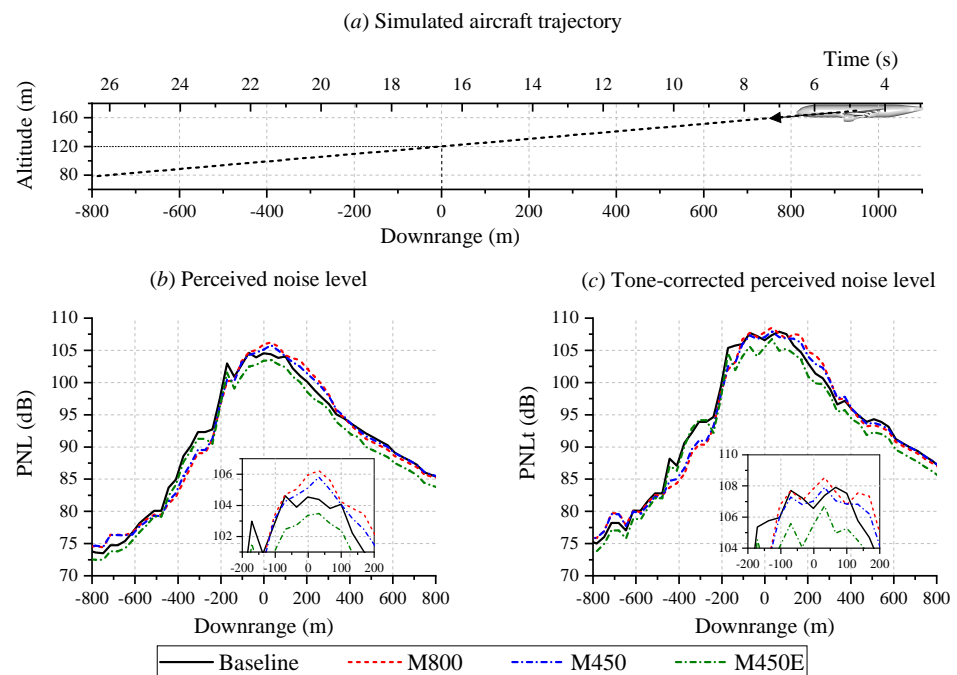 (a) Simulated aircraft trajectory
Time (s)
26 24 22 20 18 16 14 12 10 8 6 4
Altitude (m)
160
120
80
-800 -600 -400 -200 0 200 400 600 800 1000
Downrange (m)
(b) Perceived noise level
PNL (dB)
110
105
100
95
90
85
80
75
70
106
104
102
-200 -100 0 100 200
-800 -600 -400 -200 0 200 400 600 800
Downrange (m)
(c) Tone-corrected perceived noise level
PNLt (dB)
110
105
100
95
90
85
80
75
70
108
106
104
-200 -100 0 100 200
-800 -600 -400 -200 0 200 400 600 800
Downrange (m)
Baseline M800 M450 M450E